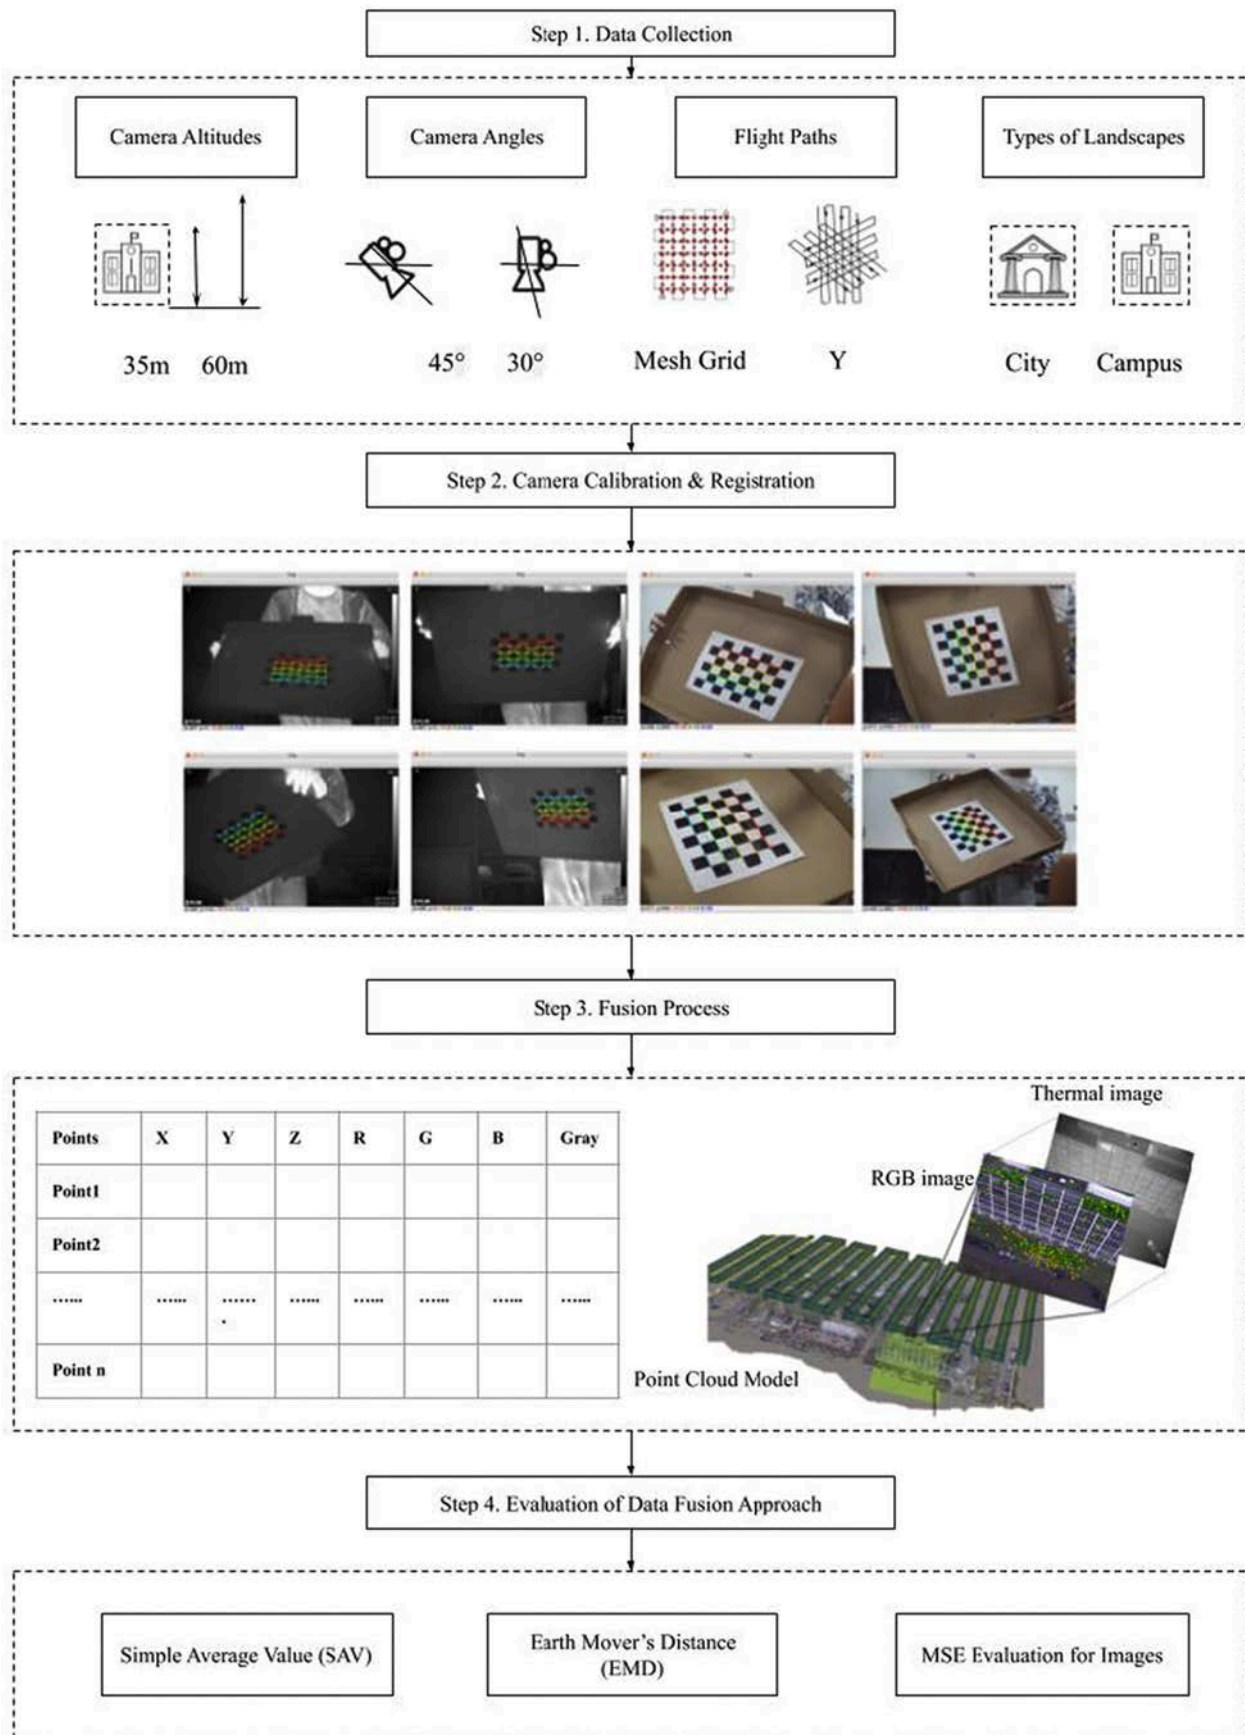 Step 1. Data Collection
Camera Altitudes
Camera Angles
Flight Paths
Types of Landscapes
35m 60m
45° 30°
Mesh Grid Y
City Campus
Step 2. Camera Calibration & Registration
Step 3. Fusion Process
Points X Y Z R G B Gray
Point1
Point2
...... ...... ...... ...... ...... ...... ...... ......
.
Point n
Thermal image
RGB image
Point Cloud Model
Step 4. Evaluation of Data Fusion Approach
Simple Average Value (SAV)
Earth Mover's Distance
(EMD)
MSE Evaluation for Images